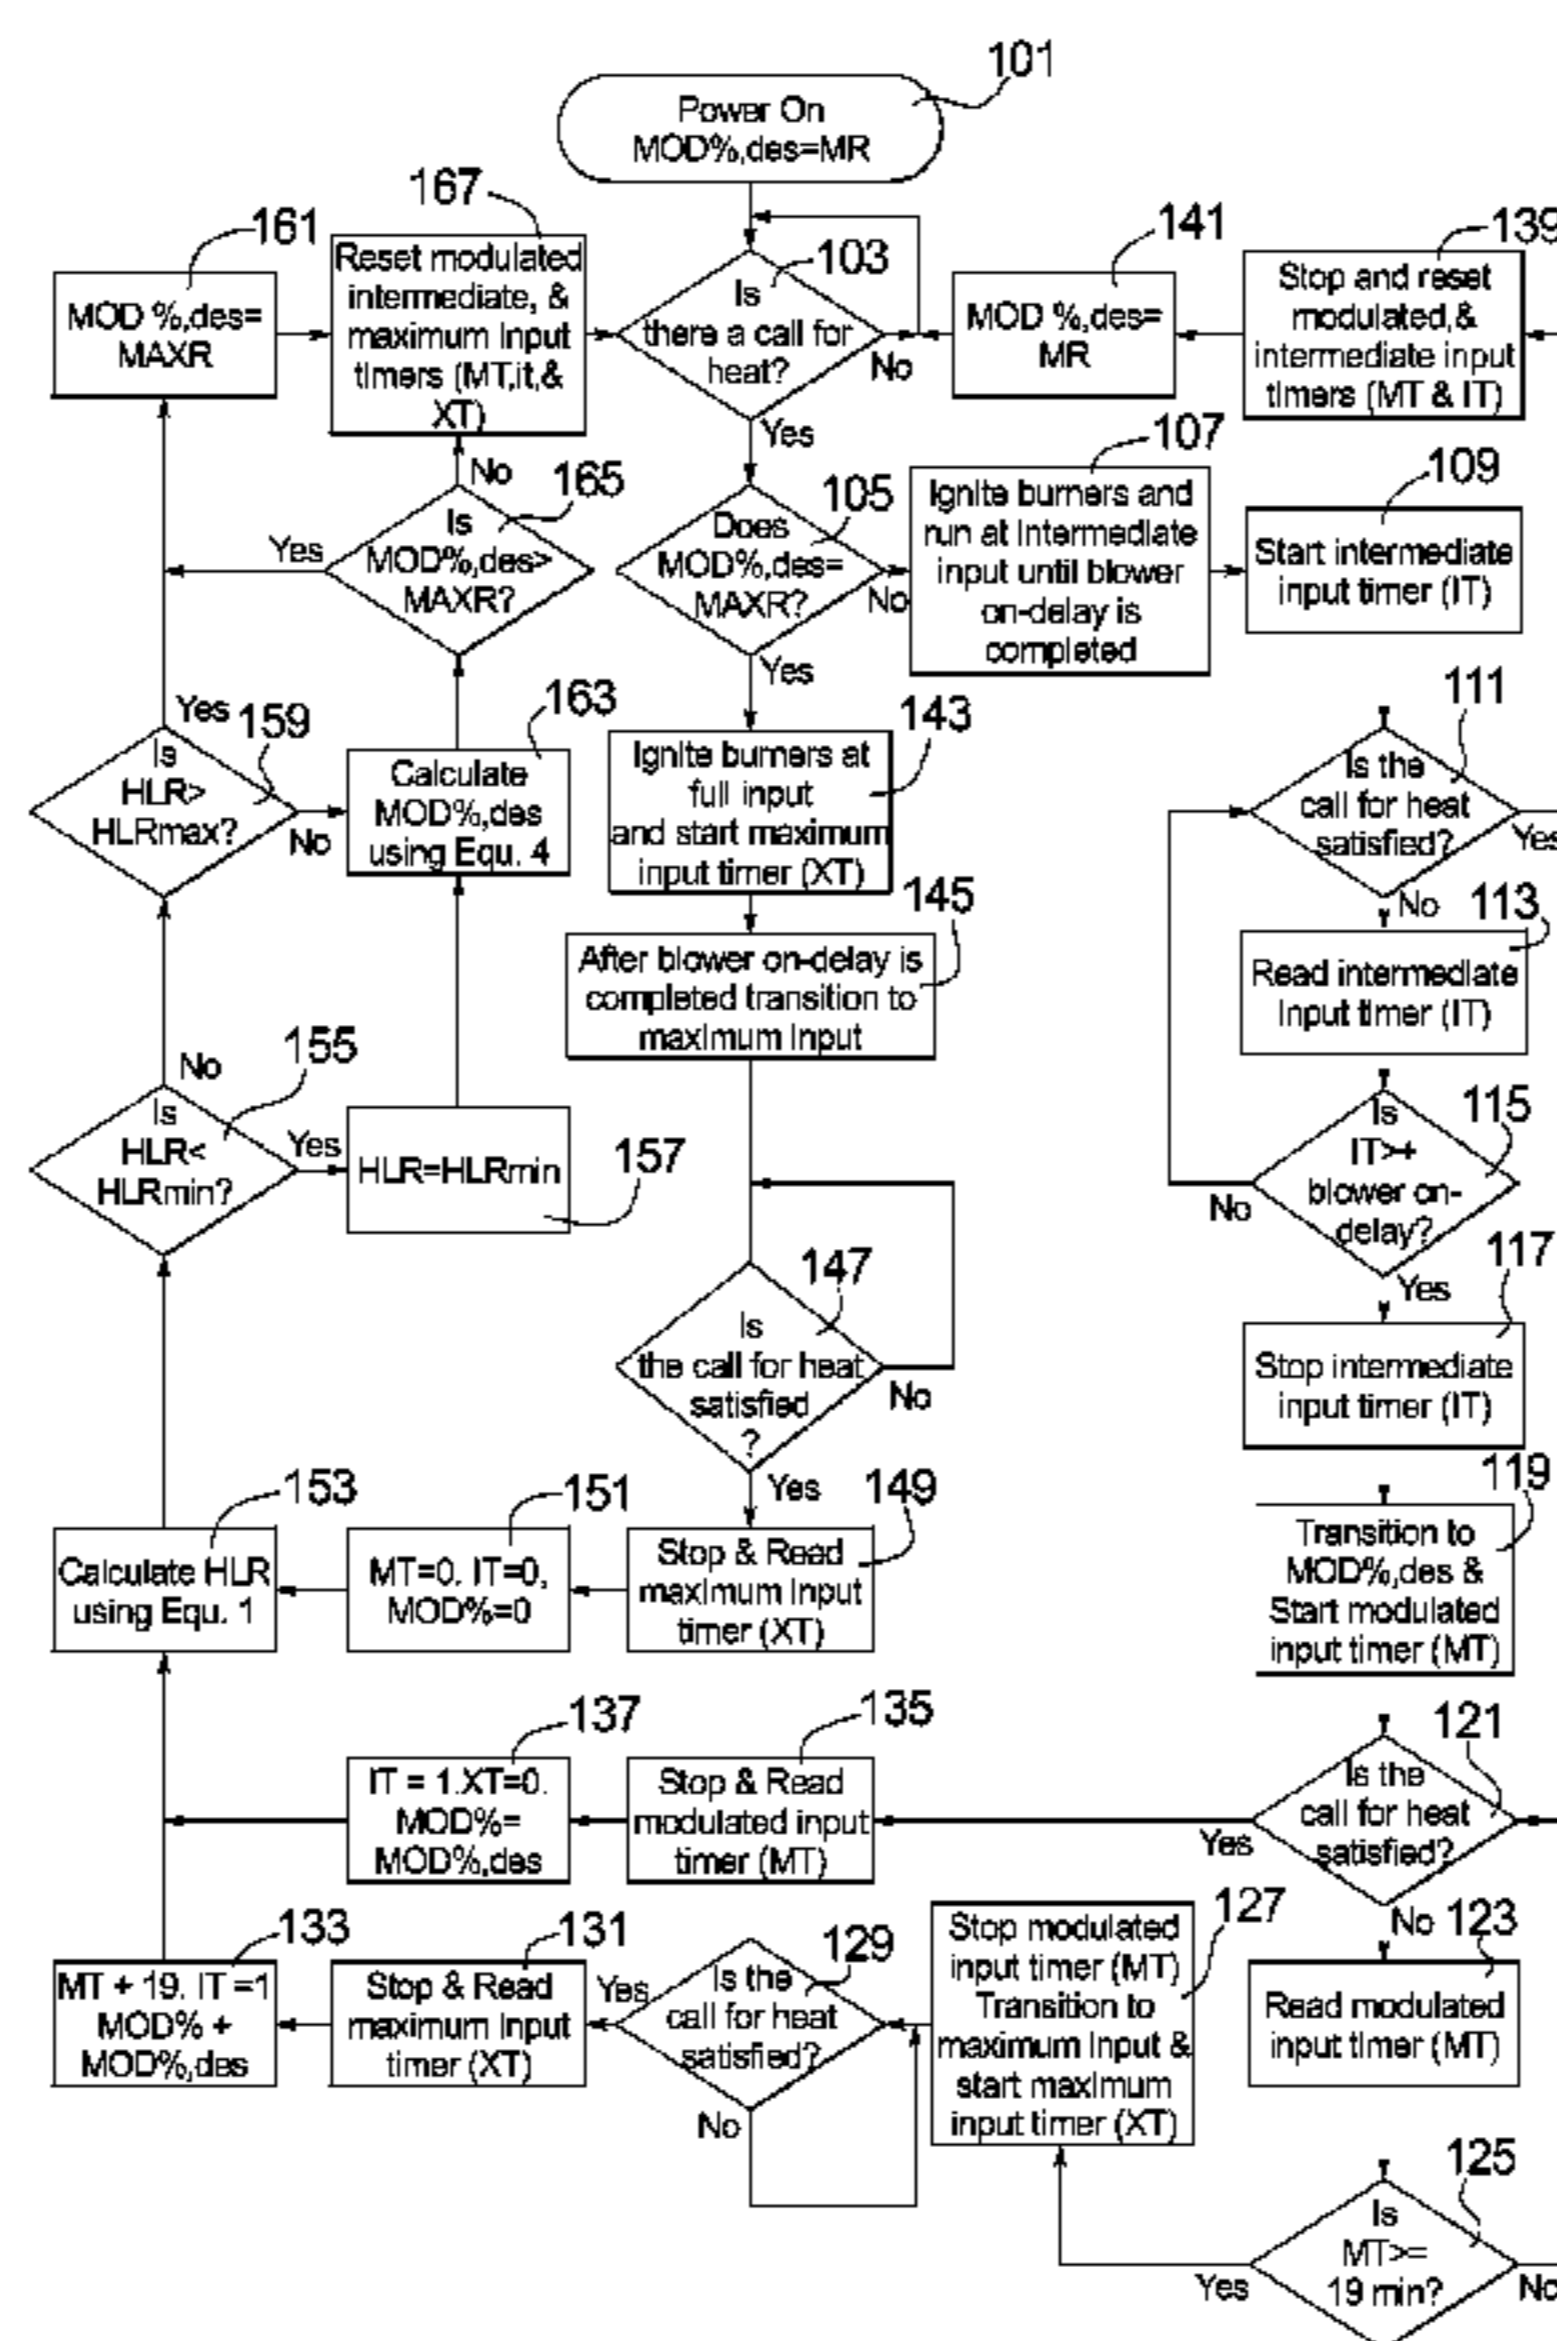 101
Power On
MOD%,des=MR
167
161
MOD %,des=
MAXR
Reset modulated
intermediate, &
maximum input
timers (MT,it,&
XT)
103
Is
there a call for
heat?
No
Yes
141
MOD %,des=
MR
139
Stop and reset
modulated,&
intermediate input
timers (MT & IT)
No
165
Is
MOD%,des>
MAXR?
Yes
105
Does
MOD%,des=
MAXR?
No
Yes
107
Ignite burners and
run at Intermediate
input until blower
on-delay is
completed
109
Start intermediate
input timer (IT)
Yes
159
Is
HLR>
HLRmax?
No
163
Calculate
MOD%,des
using Equ. 4
143
Ignite burners at
full input
and start maximum
input timer (XT)
111
Is the
call for heat
satisfied?
Yes
No
145
After blower on-delay is
completed transition to
maximum Input
113
Read intermediate
Input timer (IT)
No
155
Is
HLR<
HLRmin?
Yes
157
HLR=HLRmin
115
Is
IT>+
blower on-
delay?
No
Yes
147
Is
the call for heat
satisfied
?
No
Yes
117
Stop intermediate
input timer (IT)
153
Calculate HLR
using Equ. 1
151
MT=0. IT=0,
MOD%=0
149
Stop & Read
maximum Input
timer (XT)
119
Transition to
MOD%,des &
Start modulated
input timer (MT)
137
IT = 1.XT=0.
MOD%=
MOD%,des
135
Stop & Read
modulated input
timer (MT)
121
Is the
call for heat
satisfied?
Yes
No
133
MT + 19. IT =1
MOD% +
MOD%,des
131
Stop & Read
maximum Input
timer (XT)
129
Is the
call for heat
satisfied?
Yes
No
127
Stop modulated
input timer (MT)
Transition to
maximum Input &
start maximum
input timer (XT)
123
Read modulated
input timer (MT)
125
Is
MT>=
19 min?
Yes
No